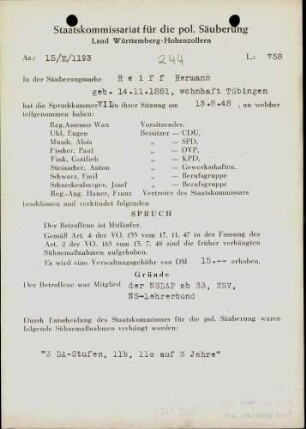 Staatskommissariat für die pol. Säuberung
Land Württemberg-Hohenzollern
Az.: 15/E/1193 244 L: 758
In der Säuberungssache Reiff Hermann
geb. 14.11.1881, wohnhaft Tübingen
hat die Spruchkammer VII in ihrer Sitzung am 13.8.48, an welcher
teilgenommen haben:
Reg.Assessor Wax Vorsitzender,
Uhl, Eugen Beisitzer — CDU,
Munk, Alois „ — SPD,
Fischer, Paul „ — DVP,
Fink, Gottlieb „ — KPD,
Steinacher, Anton „ — Gewerkschaften,
Schwarz, Emil „ — Berufsgruppe
Schneckenburger, Josef „ — Berufsgruppe
Reg.-Ang. Hauer, Franz Vertreter des Staatskommissars
beschlossen und verkündet folgenden
SPRUCH
Der Betroffene ist Mitläufer.
Gemäß Art. 4 der VO. 133 vom 17. 11. 47 in der Fassung des
Art. 2 der VO. 165 vom 13. 7. 48 sind die früher verhängten
Sühnemaßnahmen aufgehoben.
Es wird eine Verwaltungsgebühr von DM 15.-- erhoben.
Gründe
Der Betroffene war Mitglied der NSDAP ab 33, NSV,
NS-Lehrerbund
Durch Entscheidung des Staatskommissars für die pol. Säuberung waren
folgende Sühnemaßnahmen verhängt worden:
"3 DA-Stufen, 11b, 11c auf 3 Jahre"